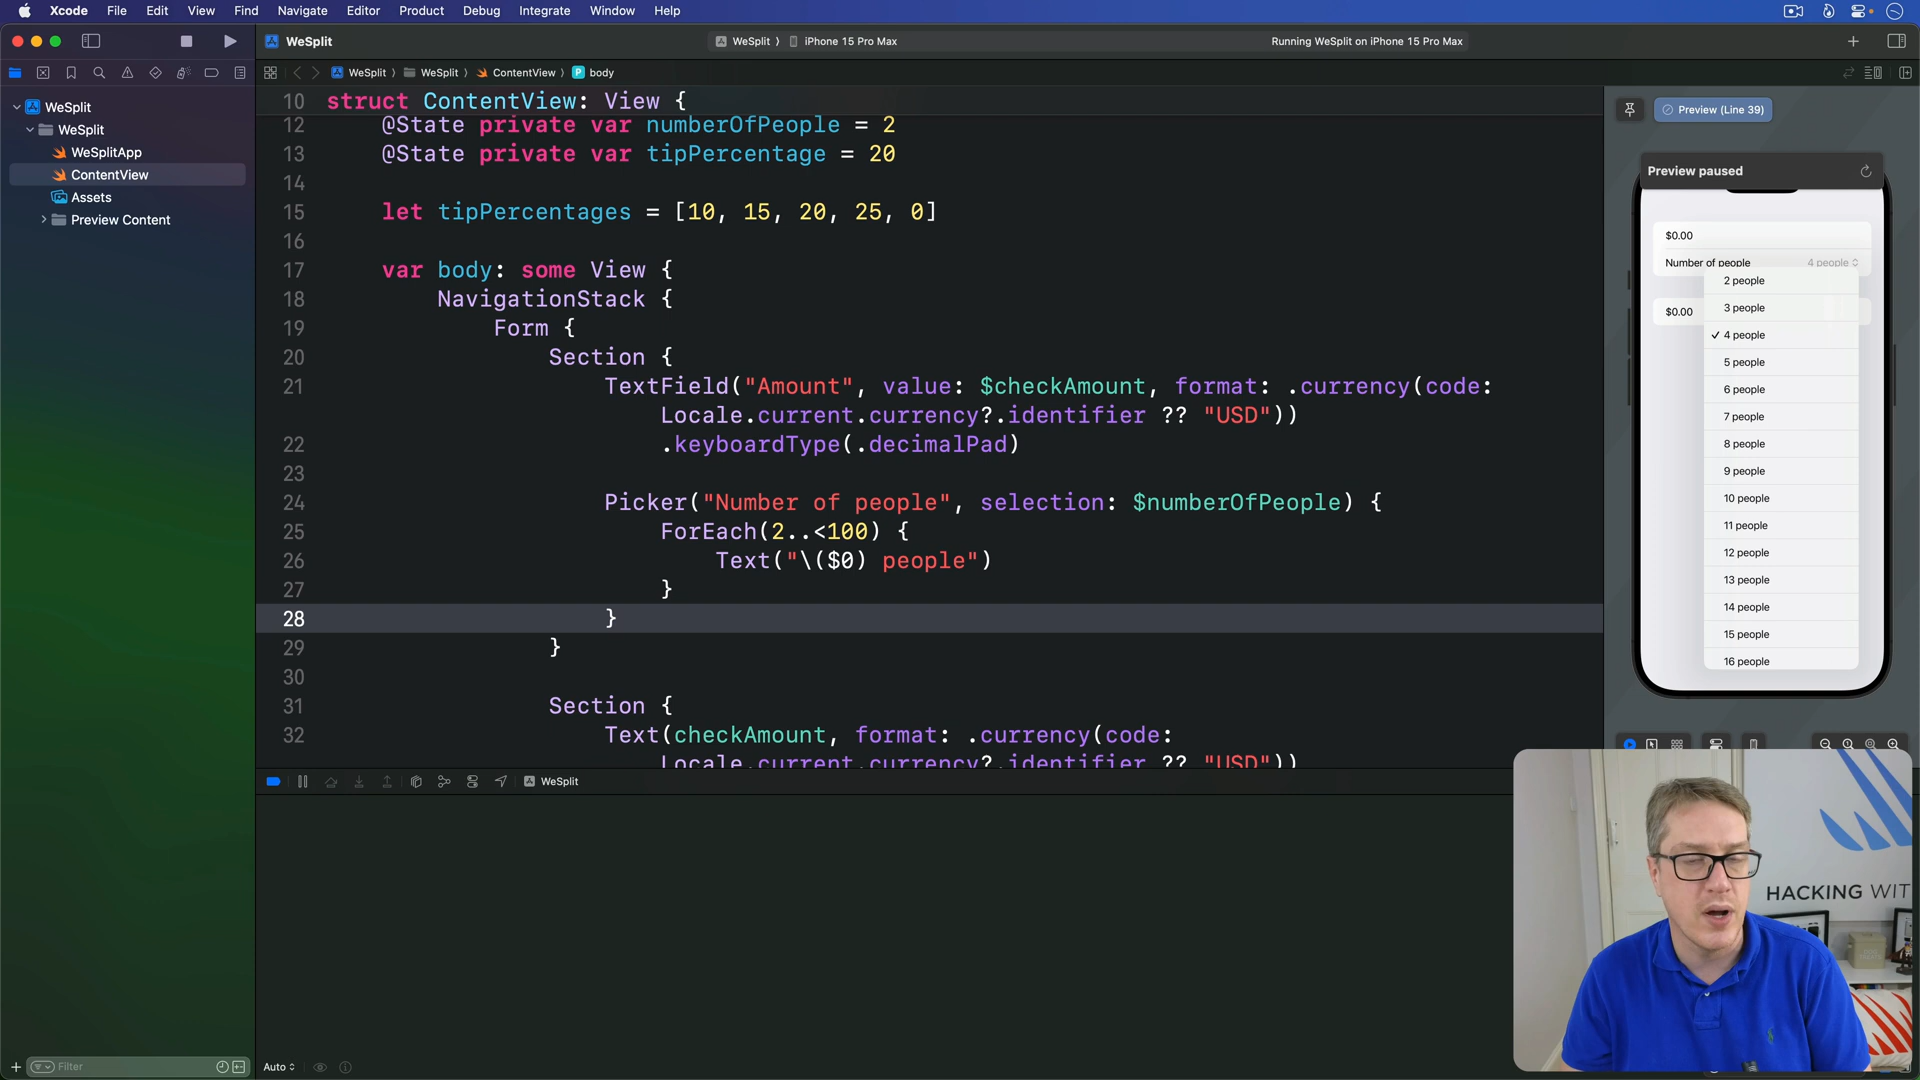 Xcode File Edit View Find Navigate Editor Product Debug Integrate Window Help
WeSplit
WeSplit 〉 iPhone 15 Pro Max
Running WeSplit on iPhone 15 Pro Max
WeSplit 〉 WeSplit 〉 ContentView 〉 P body
WeSplit
WeSplit
WeSplitApp
ContentView
Assets
Preview Content
10 struct ContentView: View {
12 @State private var numberOfPeople = 2
13 @State private var tipPercentage = 20
14
15 let tipPercentages = [10, 15, 20, 25, 0]
16
17 var body: some View {
18 NavigationStack {
19 Form {
20 Section {
21 TextField("Amount", value: $checkAmount, format: .currency(code:
Locale.current.currency?.identifier ?? "USD"))
22 .keyboardType(.decimalPad)
23
24 Picker("Number of people", selection: $numberOfPeople) {
25 ForEach(2..<100) {
26 Text("\($0) people")
27 }
28 }
29 }
30
31 Section {
32 Text(checkAmount, format: .currency(code:
Locale.current.currency?.identifier ?? "USD"))
Preview (Line 39)
Preview paused
$0.00
Number of people 4 people
$0.00
2 people
3 people
4 people
5 people
6 people
7 people
8 people
9 people
10 people
11 people
12 people
13 people
14 people
15 people
16 people
WeSplit
HACKING WIT
Filter
Auto